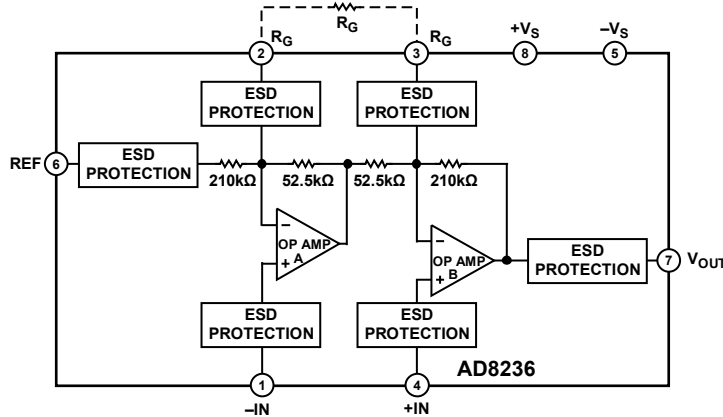 R_G
2
R_G
3
R_G
+V_S
8
–V_S
5
ESD
PROTECTION
ESD
PROTECTION
REF
6
ESD
PROTECTION
210kΩ
52.5kΩ
52.5kΩ
210kΩ
–
OP AMP
A
+
–
OP AMP
B
+
ESD
PROTECTION
7
V_OUT
ESD
PROTECTION
ESD
PROTECTION
AD8236
1
–IN
4
+IN